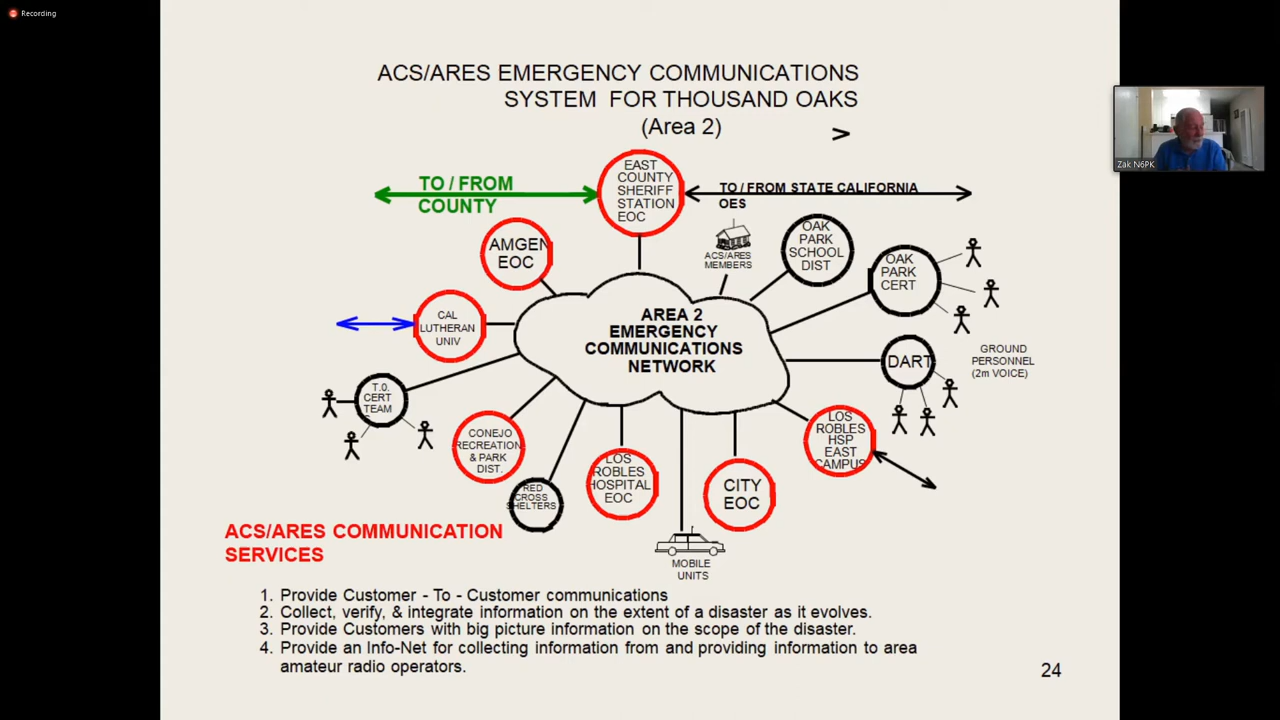 Recording
ACS/ARES EMERGENCY COMMUNICATIONS
SYSTEM FOR THOUSAND OAKS
(Area 2)
>
Zak N6PK
TO / FROM
COUNTY
EAST
COUNTY
SHERIFF
STATION
EOC
TO / FROM STATE CALIFORNIA
OES
AMGEN
EOC
ACS/ARES
MEMBERS
OAK
PARK
SCHOOL
DIST
OAK
PARK
CERT
CAL
LUTHERAN
UNIV
AREA 2
EMERGENCY
COMMUNICATIONS
NETWORK
DART
GROUND
PERSONNEL
(2m VOICE)
T.O.
CERT
TEAM
CONEJO
RECREATION
& PARK
DIST.
RED
CROSS
SHELTERS
LOS
ROBLES
HOSPITAL
EOC
CITY
EOC
LOS
ROBLES
HSP
EAST
CAMPUS
MOBILE
UNITS
ACS/ARES COMMUNICATION
SERVICES
1. Provide Customer - To - Customer communications
2. Collect, verify, & integrate information on the extent of a disaster as it evolves.
3. Provide Customers with big picture information on the scope of the disaster.
4. Provide an Info-Net for collecting information from and providing information to area
amateur radio operators.
24